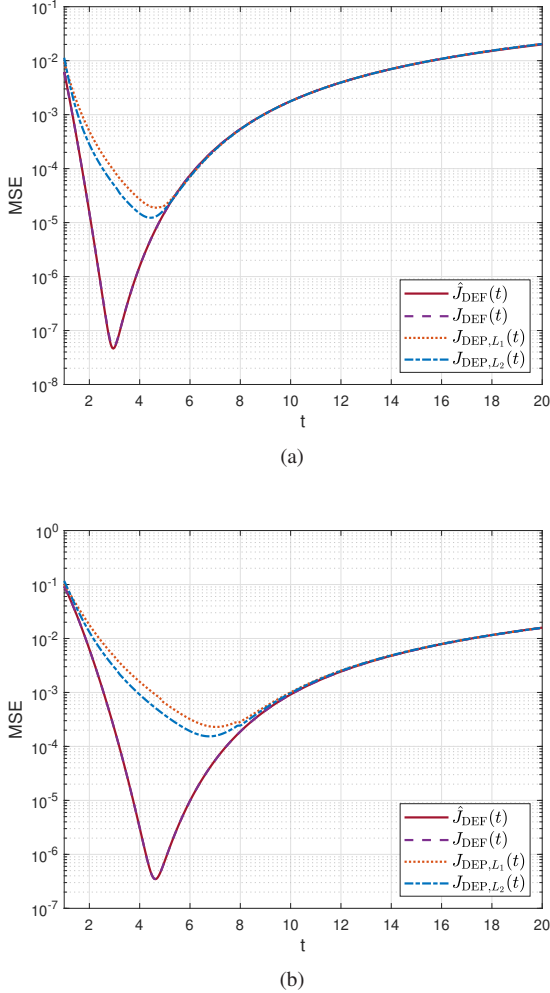 10^-1
10^-2
10^-3
10^-4
10^-5
10^-6
10^-7
10^-8
MSE
Ĵ_DEF(t)
J_DEF(t)
J_DEP,L₁(t)
J_DEP,L₂(t)
2 4 6 8 10 12 14 16 18 20
t
(a)
10^0
10^-1
10^-2
10^-3
10^-4
10^-5
10^-6
10^-7
MSE
Ĵ_DEF(t)
J_DEF(t)
J_DEP,L₁(t)
J_DEP,L₂(t)
2 4 6 8 10 12 14 16 18 20
t
(b)